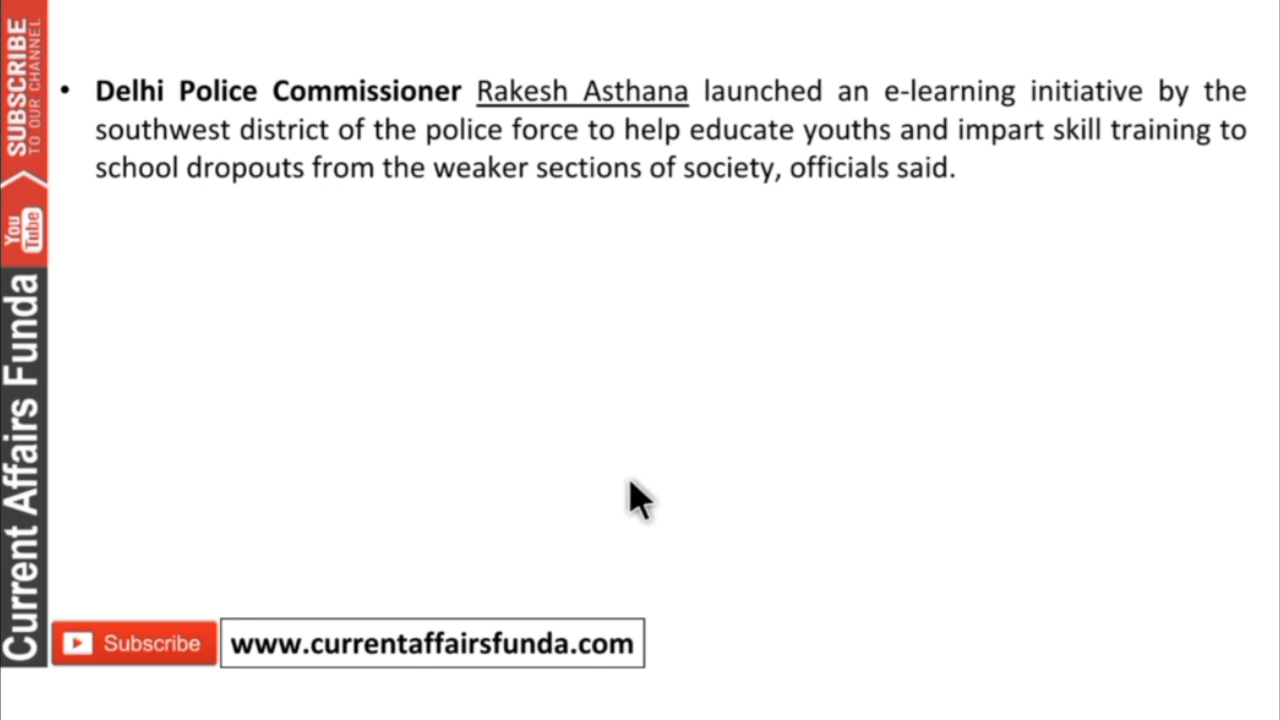 • Delhi Police Commissioner Rakesh Asthana launched an e-learning initiative by the
southwest district of the police force to help educate youths and impart skill training to
school dropouts from the weaker sections of society, officials said.
SUBSCRIBE
TO OUR CHANNEL
You
Tube
Current Affairs Funda
Subscribe
www.currentaffairsfunda.com